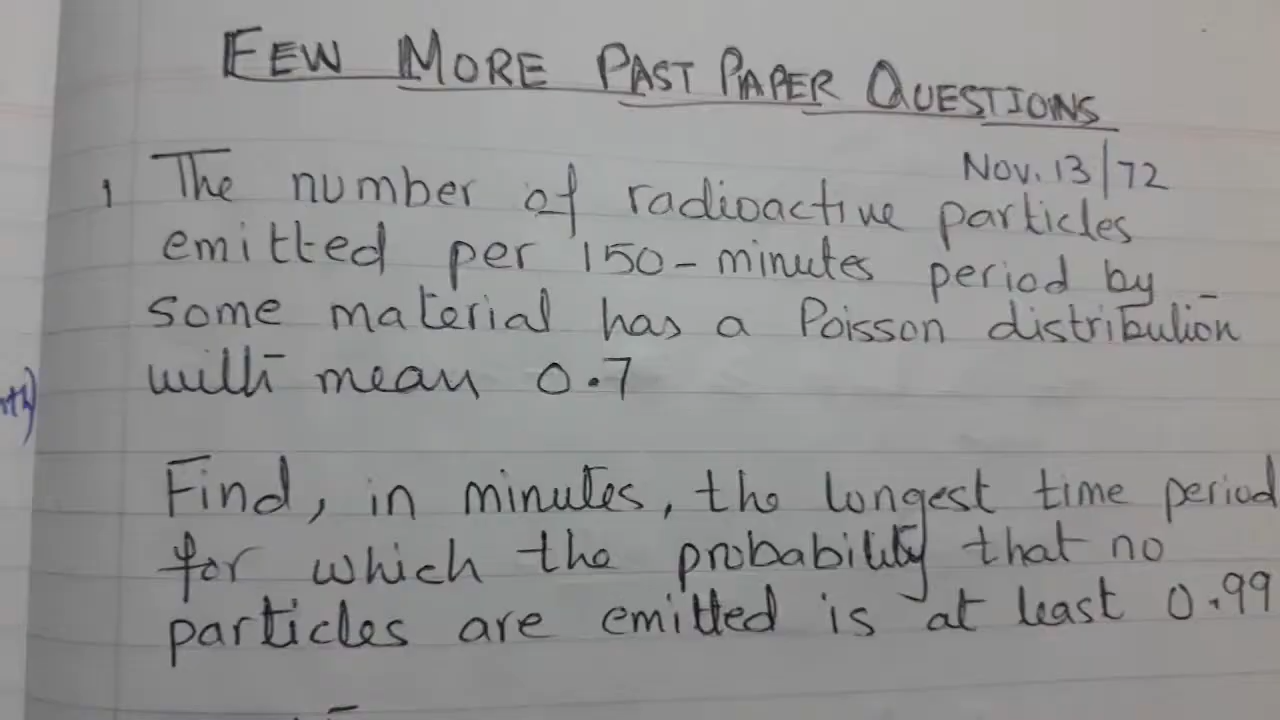 FEW MORE PAST PAPER QUESTIONS
Nov. 13/72
1 The number of radioactive particles
emitted per 150-minutes period by
some material has a Poisson distribution
with mean 0.7
Find, in minutes, the longest time period
for which the probability that no
particles are emitted is at least 0.99